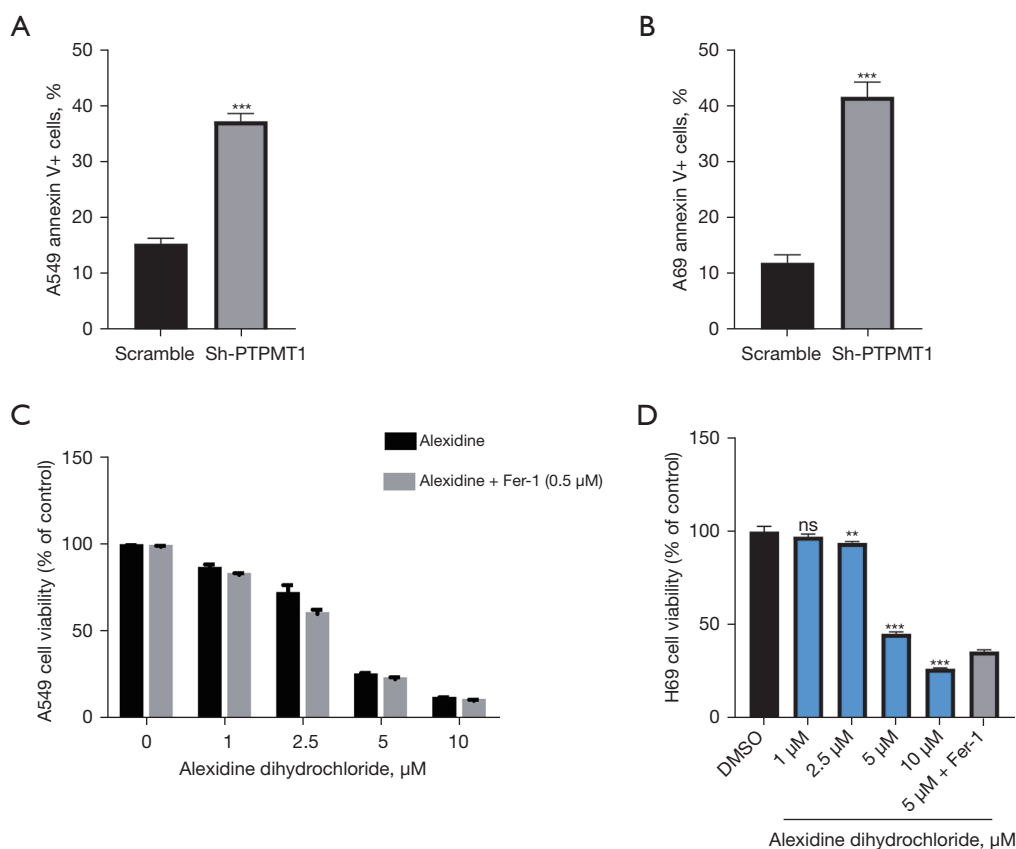 A
50
40
30
20
10
0
A549 annexin V+ cells, %
***
Scramble
Sh-PTPMT1
B
50
40
30
20
10
0
A69 annexin V+ cells, %
***
Scramble
Sh-PTPMT1
C
Alexidine
Alexidine + Fer-1 (0.5 µM)
150
100
50
0
A549 cell viability (% of control)
0
1
2.5
5
10
Alexidine dihydrochloride, µM
D
150
100
50
0
H69 cell viability (% of control)
ns
**
***
***
DMSO
1 µM
2.5 µM
5 µM
10 µM
5 µM + Fer-1
Alexidine dihydrochloride, µM